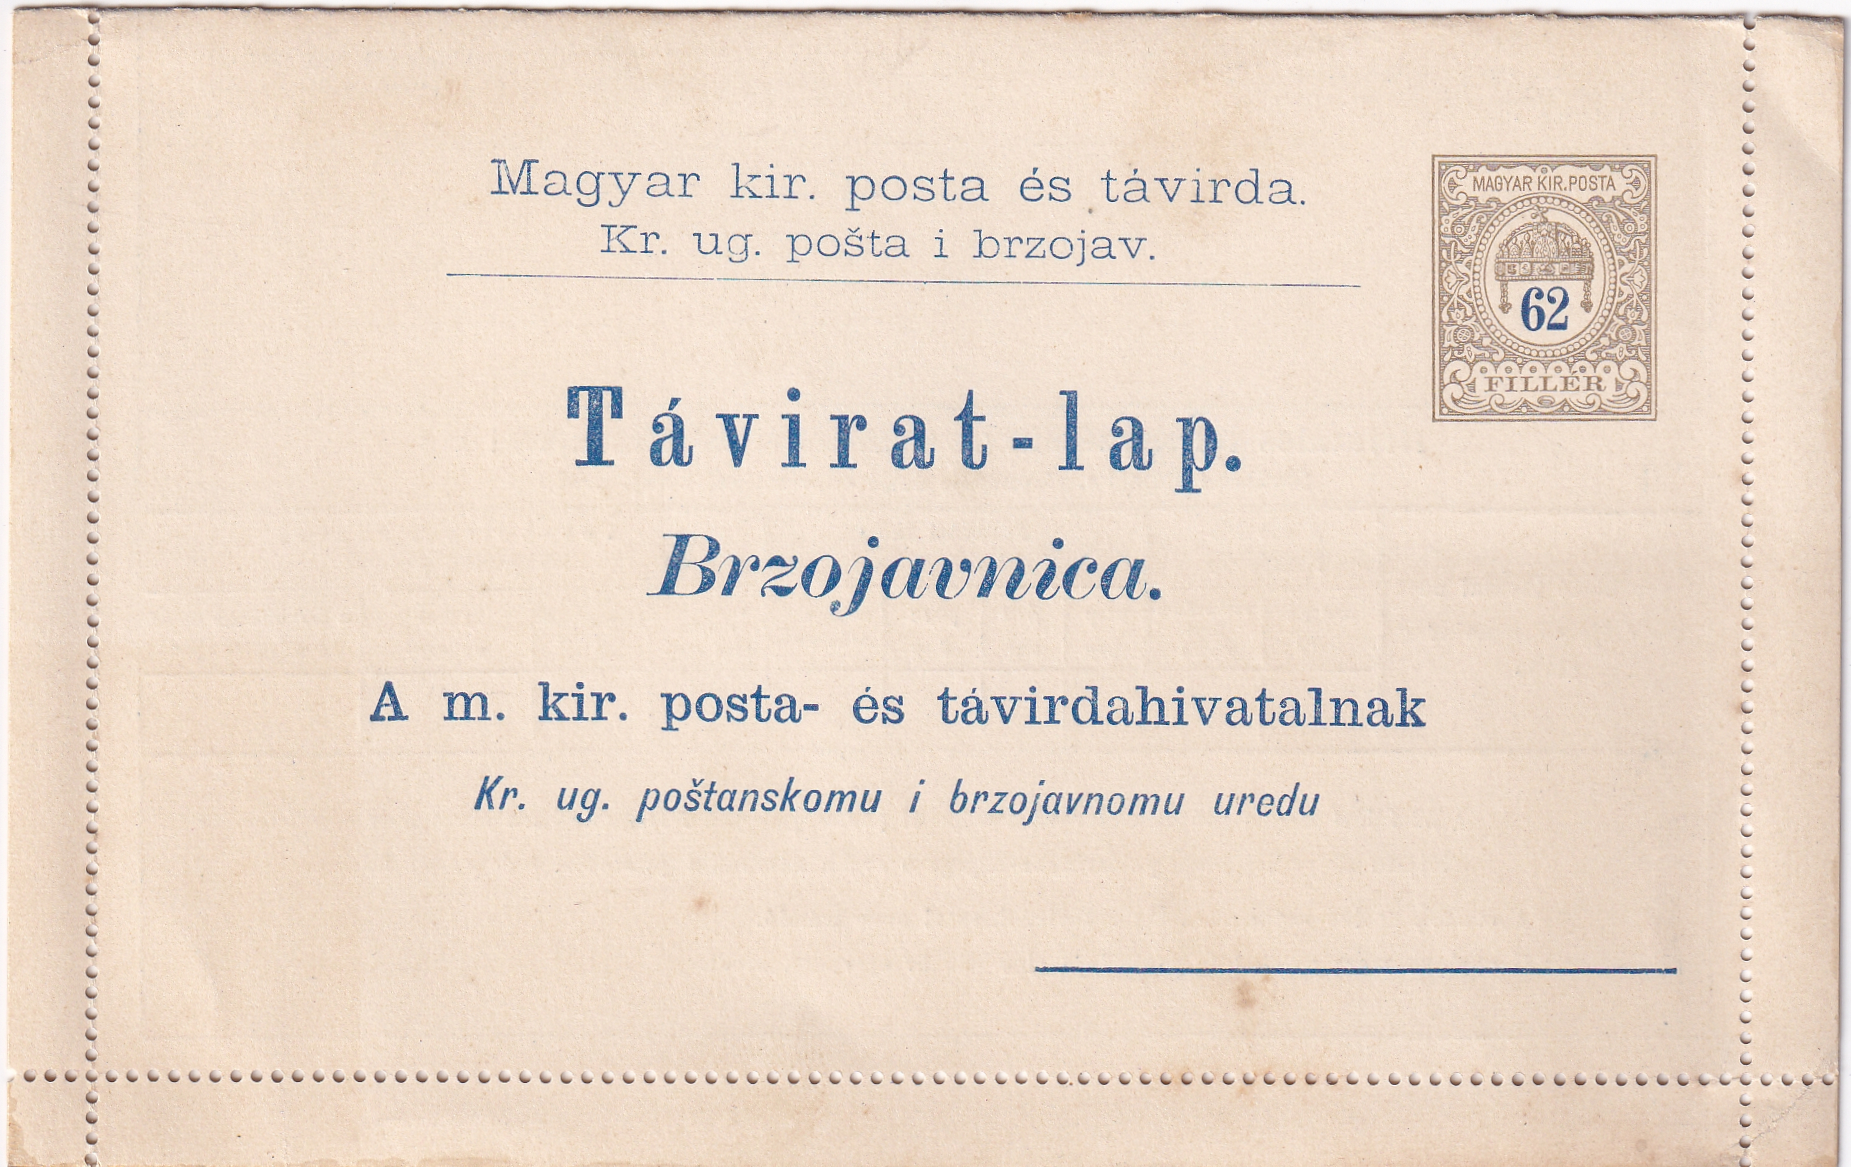 Magyar kir. posta és távirda.
Kr. ug. pošta i brzojav.
MAGYAR KIR. POSTA
62
FILLÉR
Távirat-lap.
Brzojavnica.
A m. kir. posta- és távirdahivatalnak
Kr. ug. poštanskomu i brzojavnomu uredu